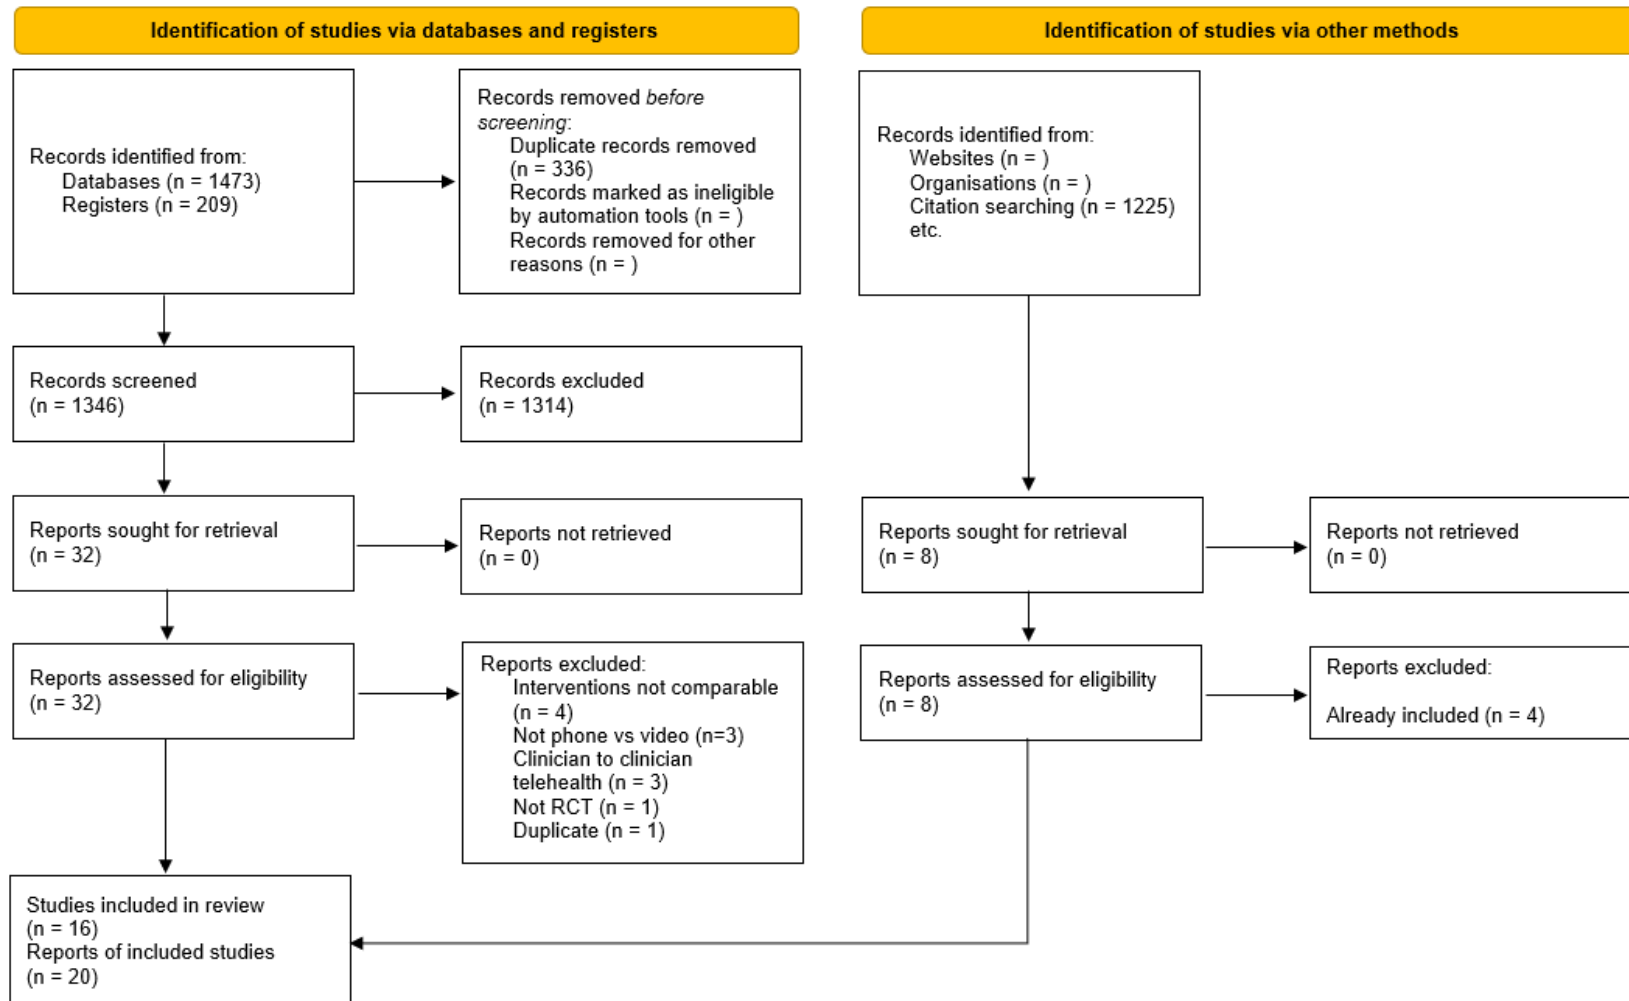 Identification of studies via databases and registers
Identification of studies via other methods
Records identified from:
Databases (n = 1473)
Registers (n = 209)
Records removed before
screening:
Duplicate records removed
(n = 336)
Records marked as ineligible
by automation tools (n = )
Records removed for other
reasons (n = )
Records identified from:
Websites (n = )
Organisations (n = )
Citation searching (n = 1225)
etc.
Records screened
(n = 1346)
Records excluded
(n = 1314)
Reports sought for retrieval
(n = 32)
Reports not retrieved
(n = 0)
Reports sought for retrieval
(n = 8)
Reports not retrieved
(n = 0)
Reports assessed for eligibility
(n = 32)
Reports excluded:
Interventions not comparable
(n = 4)
Not phone vs video (n=3)
Clinician to clinician
telehealth (n = 3)
Not RCT (n = 1)
Duplicate (n = 1)
Reports assessed for eligibility
(n = 8)
Reports excluded:
Already included (n = 4)
Studies included in review
(n = 16)
Reports of included studies
(n = 20)